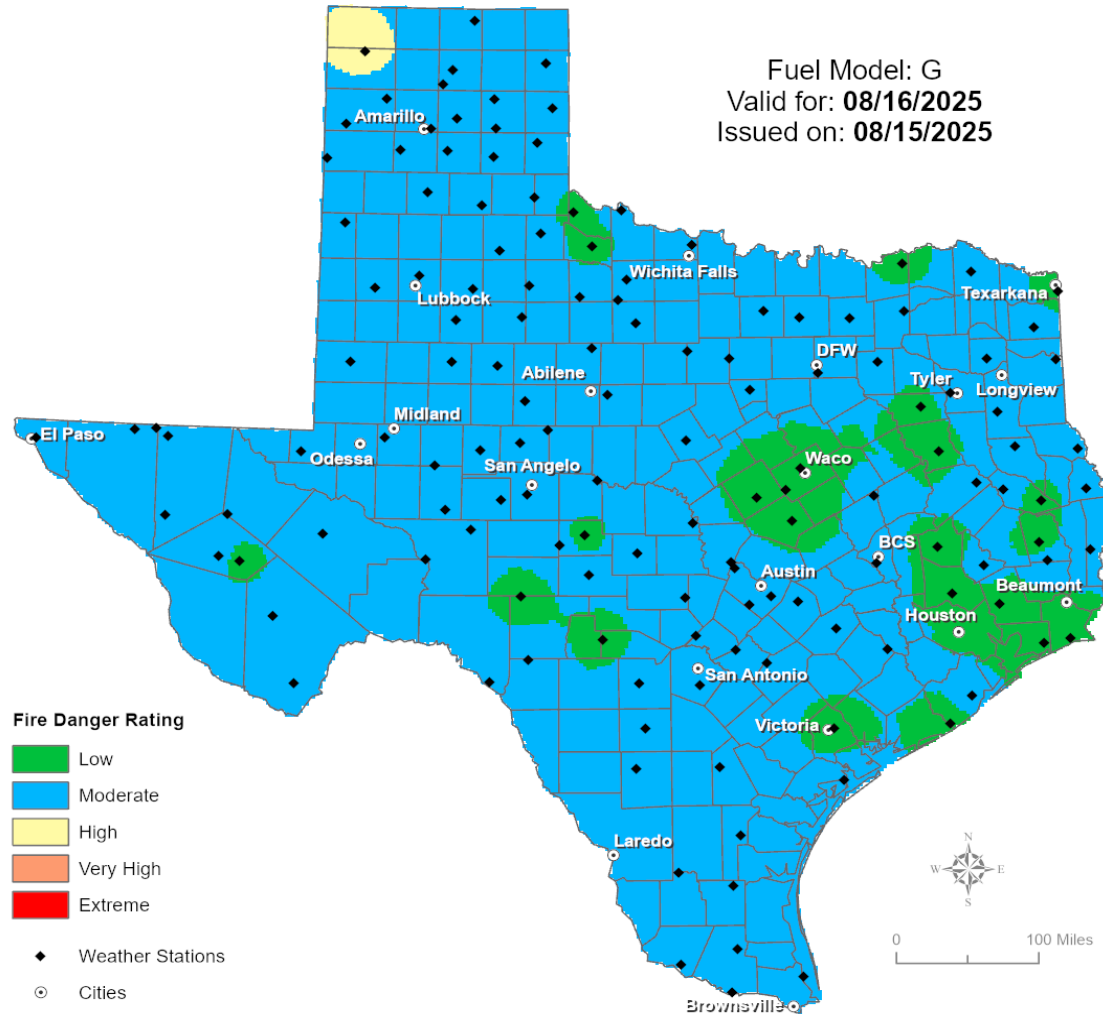 Fuel Model: G
Valid for: 08/16/2025
Issued on: 08/15/2025
Amarillo
Wichita Falls
Lubbock
Texarkana
DFW
Abilene
Tyler
Longview
Midland
El Paso
Odessa
San Angelo
Waco
BCS
Austin
Beaumont
Houston
San Antonio
Victoria
Laredo
Brownsville
Fire Danger Rating
Low
Moderate
High
Very High
Extreme
Weather Stations
Cities
N
W E
S
0 100 Miles